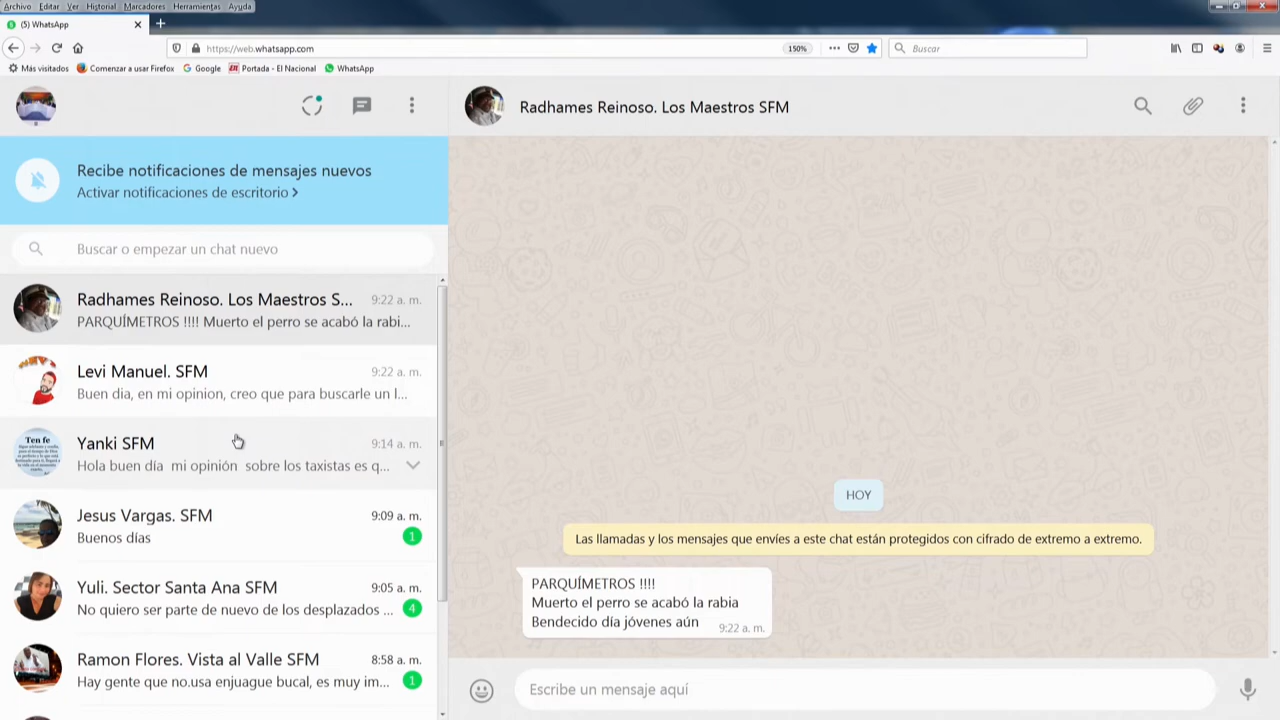 Archivo Editar Ver Historial Marcadores Herramientas Ayuda
(5) WhatsApp
https://web.whatsapp.com
150%
Buscar
Más visitados
Comenzar a usar Firefox
Google
Portada - El Nacional
WhatsApp
Recibe notificaciones de mensajes nuevos
Activar notificaciones de escritorio >
Buscar o empezar un chat nuevo
Radhames Reinoso. Los Maestros S... 9:22 a. m.
PARQUÍMETROS !!!! Muerto el perro se acabó la rabi...
Levi Manuel. SFM 9:22 a. m.
Buen dia, en mi opinion, creo que para buscarle un l...
Ten fe
Yanki SFM 9:14 a. m.
Hola buen día mi opinión sobre los taxistas es q...
Jesus Vargas. SFM 9:09 a. m.
Buenos días 1
Yuli. Sector Santa Ana SFM 9:05 a. m.
No quiero ser parte de nuevo de los desplazados ... 4
Ramon Flores. Vista al Valle SFM 8:58 a. m.
Hay gente que no.usa enjuague bucal, es muy im... 1
Radhames Reinoso. Los Maestros SFM
HOY
Las llamadas y los mensajes que envíes a este chat están protegidos con cifrado de extremo a extremo.
PARQUÍMETROS !!!!
Muerto el perro se acabó la rabia
Bendecido día jóvenes aún 9:22 a. m.
Escribe un mensaje aquí